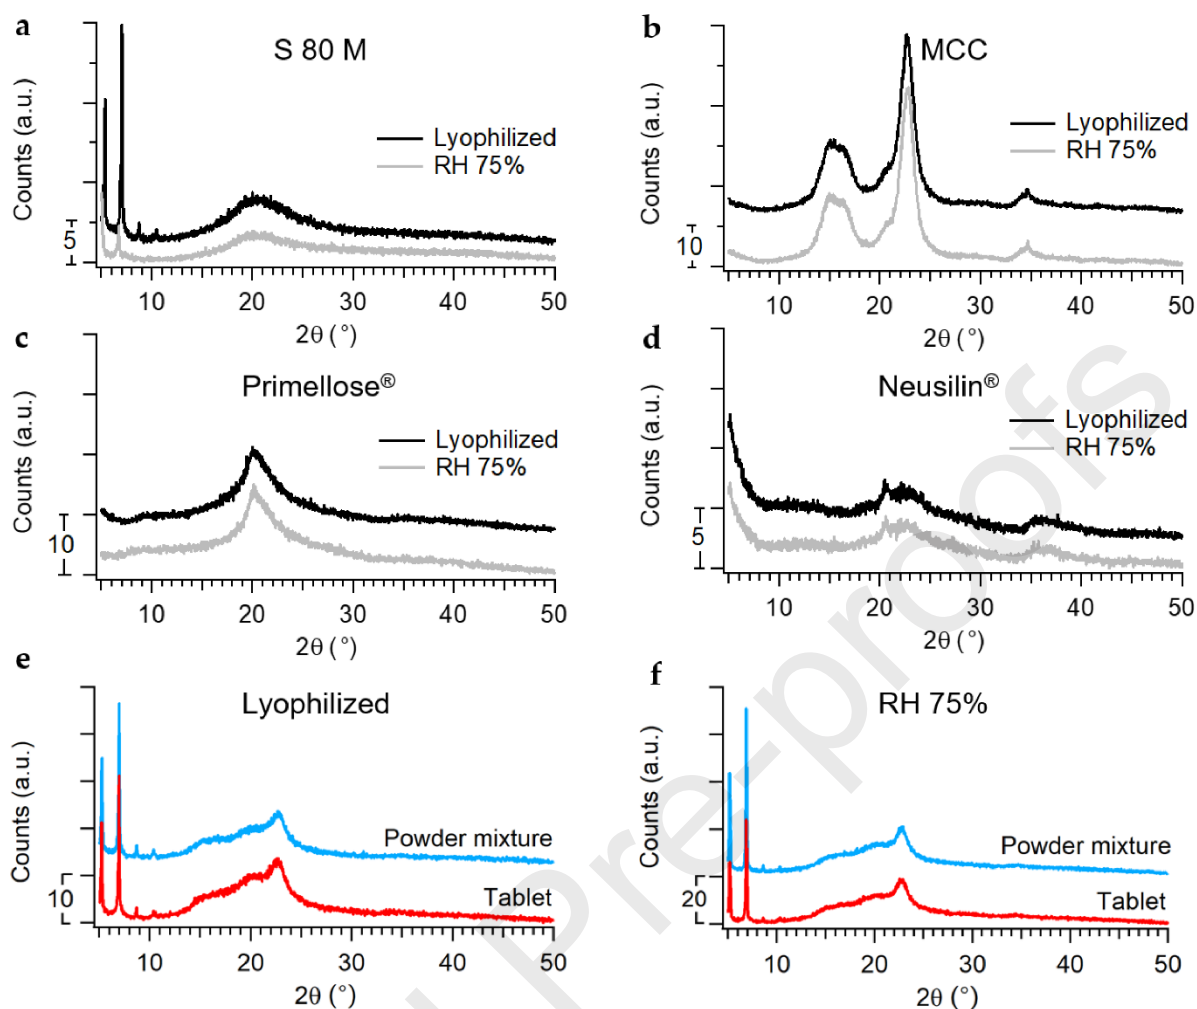 a
S 80 M
Counts (a.u.)
Lyophilized
RH 75%
5
10 20 30 40 50
2θ (°)
b
MCC
Counts (a.u.)
Lyophilized
RH 75%
10
10 20 30 40 50
2θ (°)
c
Primellose®
Counts (a.u.)
Lyophilized
RH 75%
10
10 20 30 40 50
2θ (°)
d
Neusilin®
Counts (a.u.)
Lyophilized
RH 75%
5
10 20 30 40 50
2θ (°)
e
Lyophilized
Counts (a.u.)
Powder mixture
Tablet
10
10 20 30 40 50
2θ (°)
f
RH 75%
Counts (a.u.)
Powder mixture
Tablet
20
10 20 30 40 50
2θ (°)
Pre-proofs